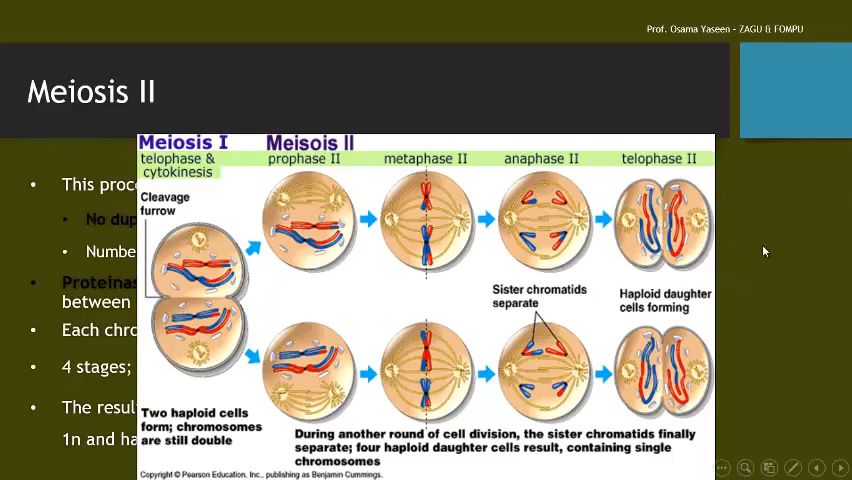 Prof. Osama Yaseen – ZAGU & FOMPU
Meiosis II
Meiosis I
Meisois II
telophase &
cytokinesis
prophase II
metaphase II
anaphase II
telophase II
Cleavage
furrow
Sister chromatids
separate
Haploid daughter
cells forming
Two haploid cells
form; chromosomes
are still double
During another round of cell division, the sister chromatids finally
separate; four haploid daughter cells result, containing single
chromosomes
Copyright © Pearson Education, Inc., publishing as Benjamin Cummings.
• This proc
• No dup
• Numbe
• Proteinas
between
• Each chr
• 4 stages;
• The resul
1n and ha